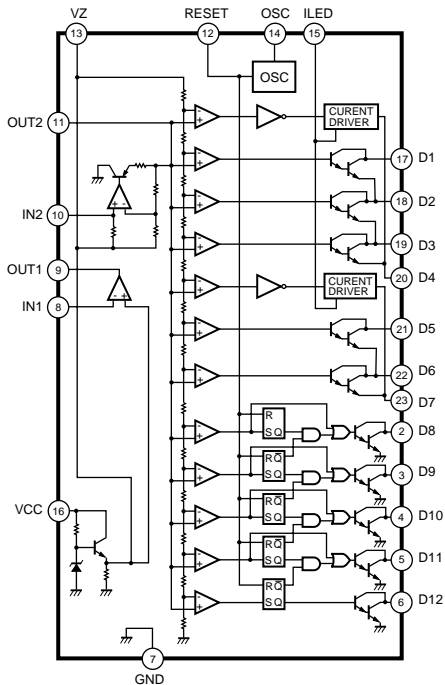 VZ
RESET
OSC
ILED
13
12
14
15
OSC
CURENT
DRIVER
OUT2
11
17
D1
18
D2
IN2
10
19
D3
OUT1
9
20
D4
IN1
8
CURENT
DRIVER
21
D5
22
D6
23
D7
R
S Q
2
D8
R Q̅
S Q
3
D9
VCC
16
R Q̅
S Q
4
D10
R Q̅
S Q
5
D11
R Q̅
S Q
6
D12
7
GND
- +
- +
- +
- +
- +
- +
- +
- +
- +
- +
- +
- +
- +
- +